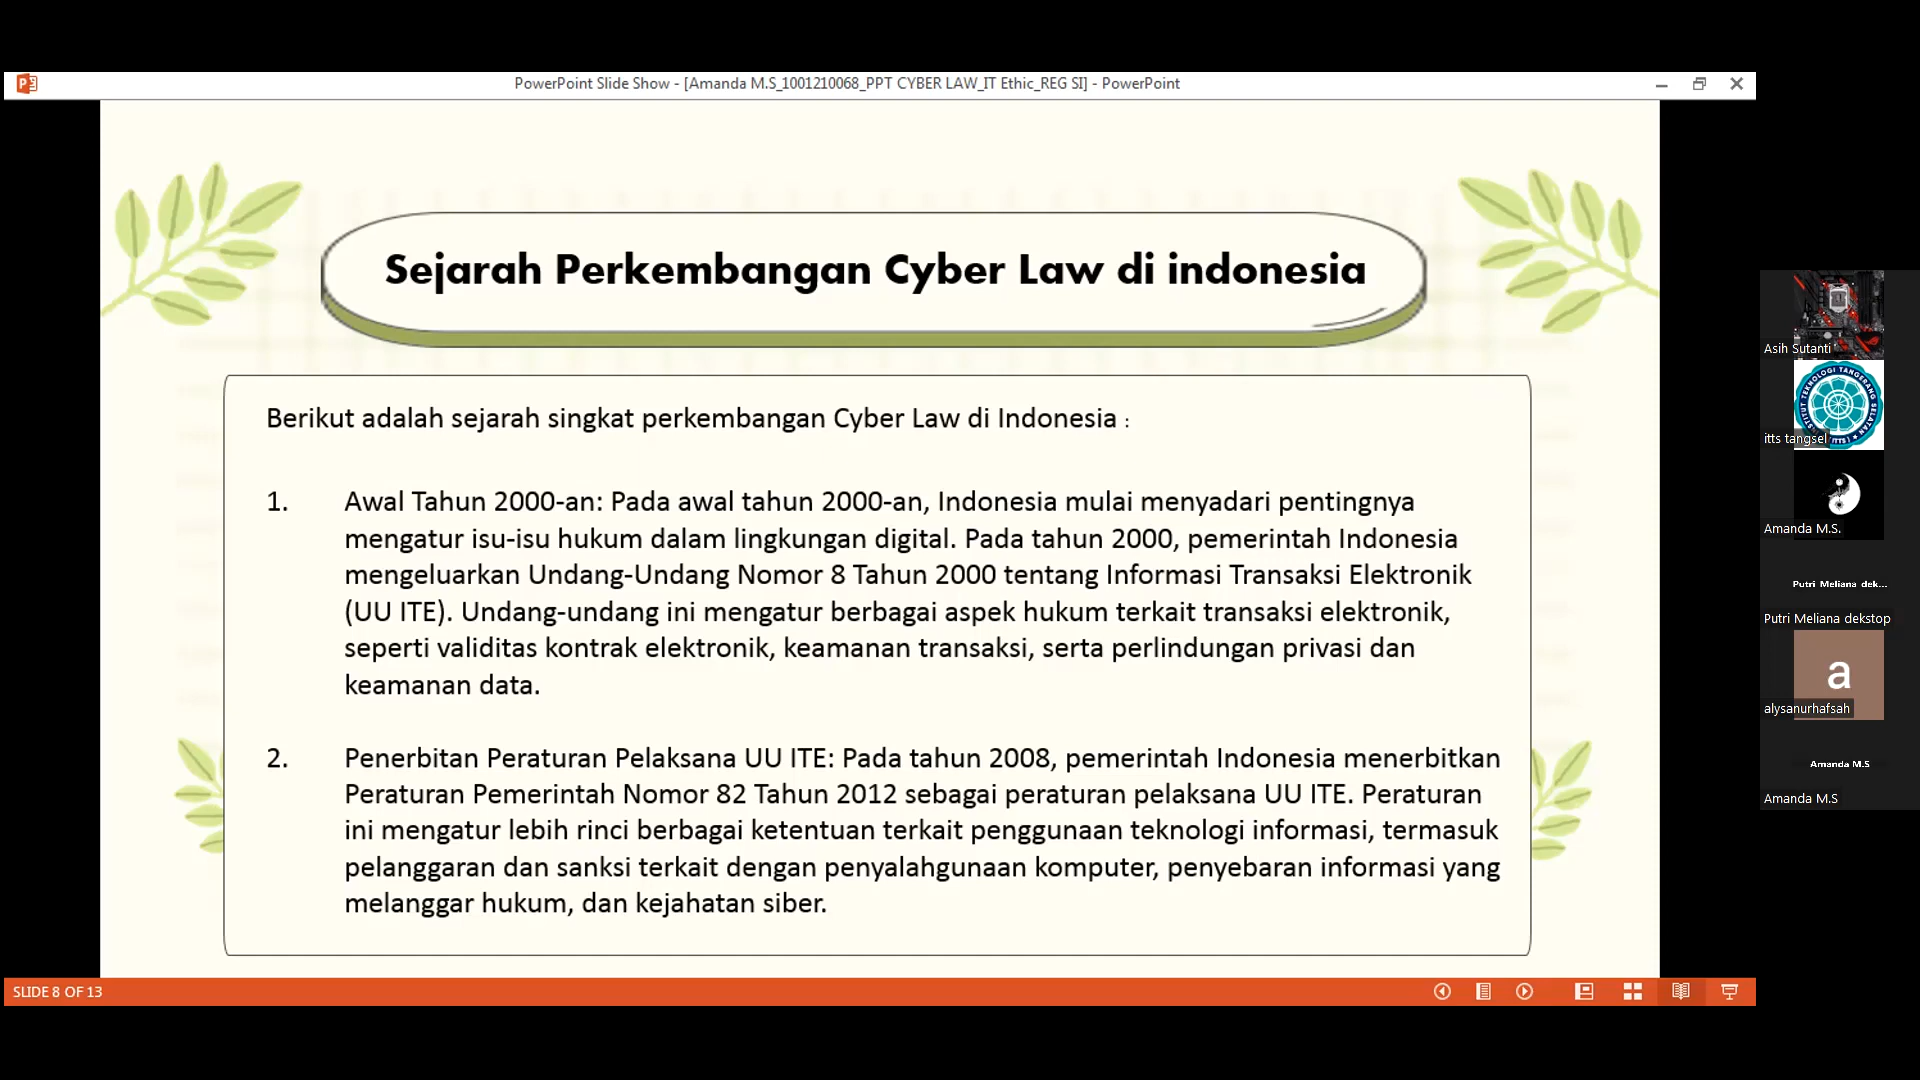 PowerPoint Slide Show - [Amanda M.S_1001210068_PPT CYBER LAW_IT Ethic_REG SI] - PowerPoint
Sejarah Perkembangan Cyber Law di indonesia
Berikut adalah sejarah singkat perkembangan Cyber Law di Indonesia :
1. Awal Tahun 2000-an: Pada awal tahun 2000-an, Indonesia mulai menyadari pentingnya
mengatur isu-isu hukum dalam lingkungan digital. Pada tahun 2000, pemerintah Indonesia
mengeluarkan Undang-Undang Nomor 8 Tahun 2000 tentang Informasi Transaksi Elektronik
(UU ITE). Undang-undang ini mengatur berbagai aspek hukum terkait transaksi elektronik,
seperti validitas kontrak elektronik, keamanan transaksi, serta perlindungan privasi dan
keamanan data.
2. Penerbitan Peraturan Pelaksana UU ITE: Pada tahun 2008, pemerintah Indonesia menerbitkan
Peraturan Pemerintah Nomor 82 Tahun 2012 sebagai peraturan pelaksana UU ITE. Peraturan
ini mengatur lebih rinci berbagai ketentuan terkait penggunaan teknologi informasi, termasuk
pelanggaran dan sanksi terkait dengan penyalahgunaan komputer, penyebaran informasi yang
melanggar hukum, dan kejahatan siber.
SLIDE 8 OF 13
Asih Sutanti
INSTITUT TEKNOLOGI TANGERANG SELATAN
(ITTS)
itts tangsel
Amanda M.S.
Putri Meliana dek...
Putri Meliana dekstop
a
alysanurhafsah
Amanda M.S
Amanda M.S